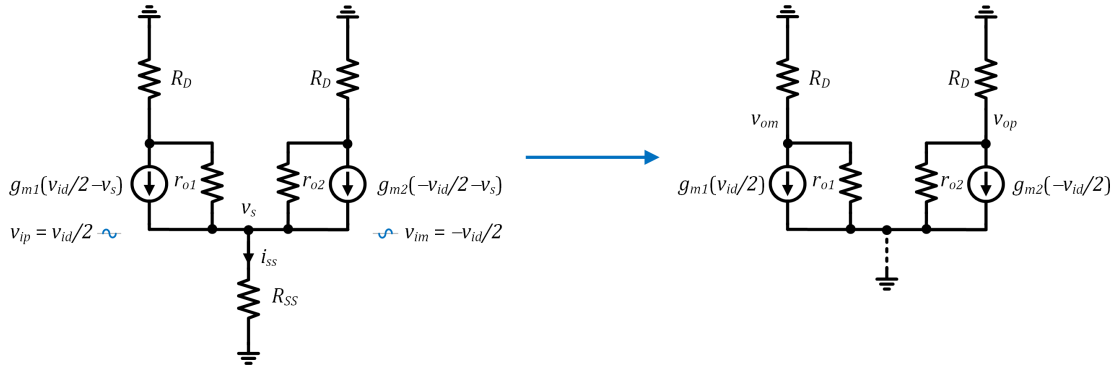 R_D
R_D
R_D
R_D
v_om
v_op
g_m1(v_id/2–v_s)
r_o1
r_o2
g_m2(-v_id/2–v_s)
g_m1(v_id/2)
r_o1
r_o2
g_m2(-v_id/2)
v_s
v_ip = v_id/2
v_im = -v_id/2
i_ss
R_SS